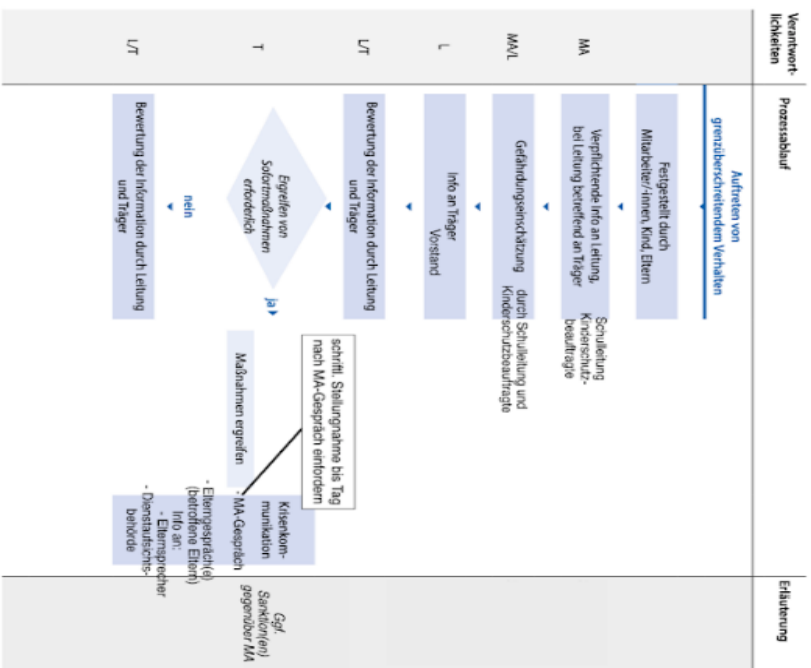 Verantwort-
lichkeiten
Prozessablauf
Erläuterung
Auftreten von
grenzüberschreitendem Verhalten
Festgestellt durch
Mitarbeiter/-innen, Kind, Eltern
MA
Verpflichtende Info an Leitung,
bei Leitung betreffend an Träger
Schulleitung
Kinderschutz-
beauftragte
MA/L
Gefährdungseinschätzung
durch Schulleitung und
Kinderschutzbeauftragte
L
Info an Träger
Vorstand
L/T
Bewertung der Information durch Leitung
und Träger
schriftl. Stellungnahme bis Tag
nach MA-Gespräch einfordern
T
Ergreifen von
Sofortmaßnahmen
erforderlich
ja
Maßnahmen ergreifen
Krisenkom-
munikation
- MA-Gespräch
- Elterngespräch(e)
(betroffene Eltern)
Info an:
- Elternsprecher
- Dienstaufsichts-
behörde
Ggf.
Sanktion(en)
gegenüber MA
nein
L/T
Bewertung der Information durch Leitung
und Träger